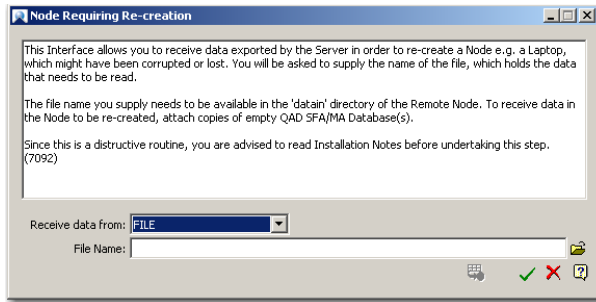 Node Requiring Re-creation
This Interface allows you to receive data exported by the Server in order to re-create a Node e.g. a Laptop,
which might have been corrupted or lost. You will be asked to supply the name of the file, which holds the data
that needs to be read.
The file name you supply needs to be available in the 'datain' directory of the Remote Node. To receive data in
the Node to be re-created, attach copies of empty QAD SFA/MA Database(s).
Since this is a distructive routine, you are advised to read Installation Notes before undertaking this step.
(7092)
Receive data from: FILE
File Name: